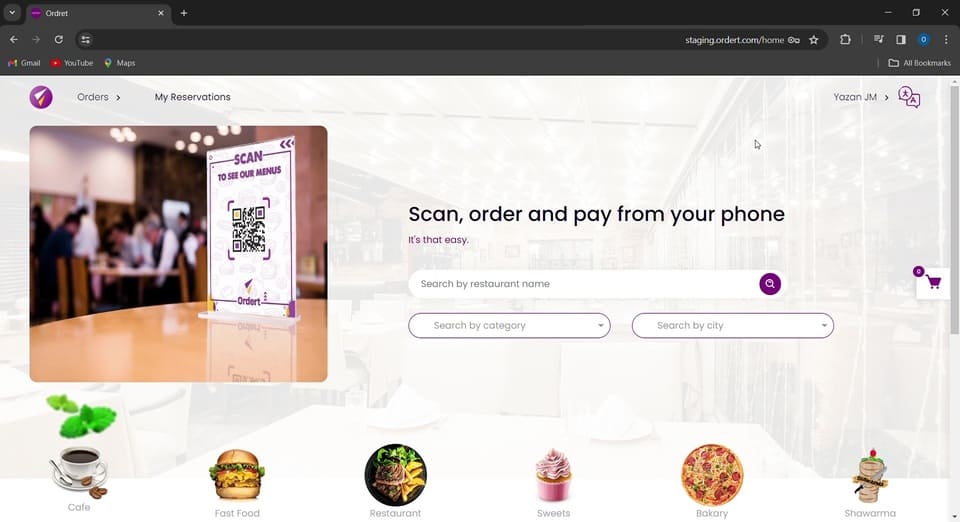 Ordret
staging.ordert.com/home
Gmail
YouTube
Maps
All Bookmarks
Orders
My Reservations
Yazan JM
SCAN
TO SEE OUR MENUS
Ordert
Scan, order and pay from your phone
It's that easy.
Search by restaurant name
0
Search by category
Search by city
Cafe
Fast Food
Restaurant
Sweets
Bakary
Shawarma